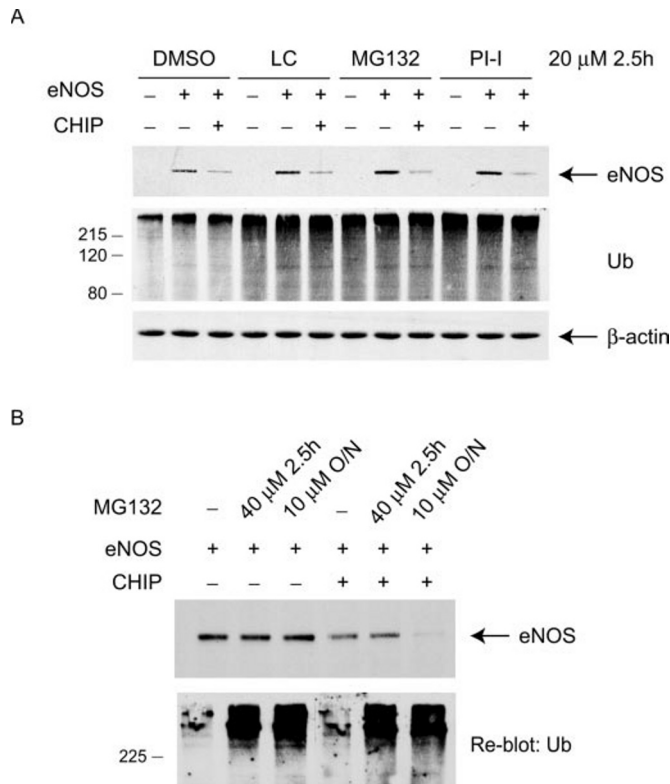 A
DMSO LC MG132 PI-I 20 μM 2.5h
eNOS – + + – + + – + + – + +
CHIP – – + – – + – – + – – +
eNOS
215 –
120 –
80 –
Ub
β-actin
B
MG132 – 40 μM 2.5h 10 μM O/N – 40 μM 2.5h 10 μM O/N
eNOS + + + + + +
CHIP – – – + + +
eNOS
225 –
Re-blot: Ub